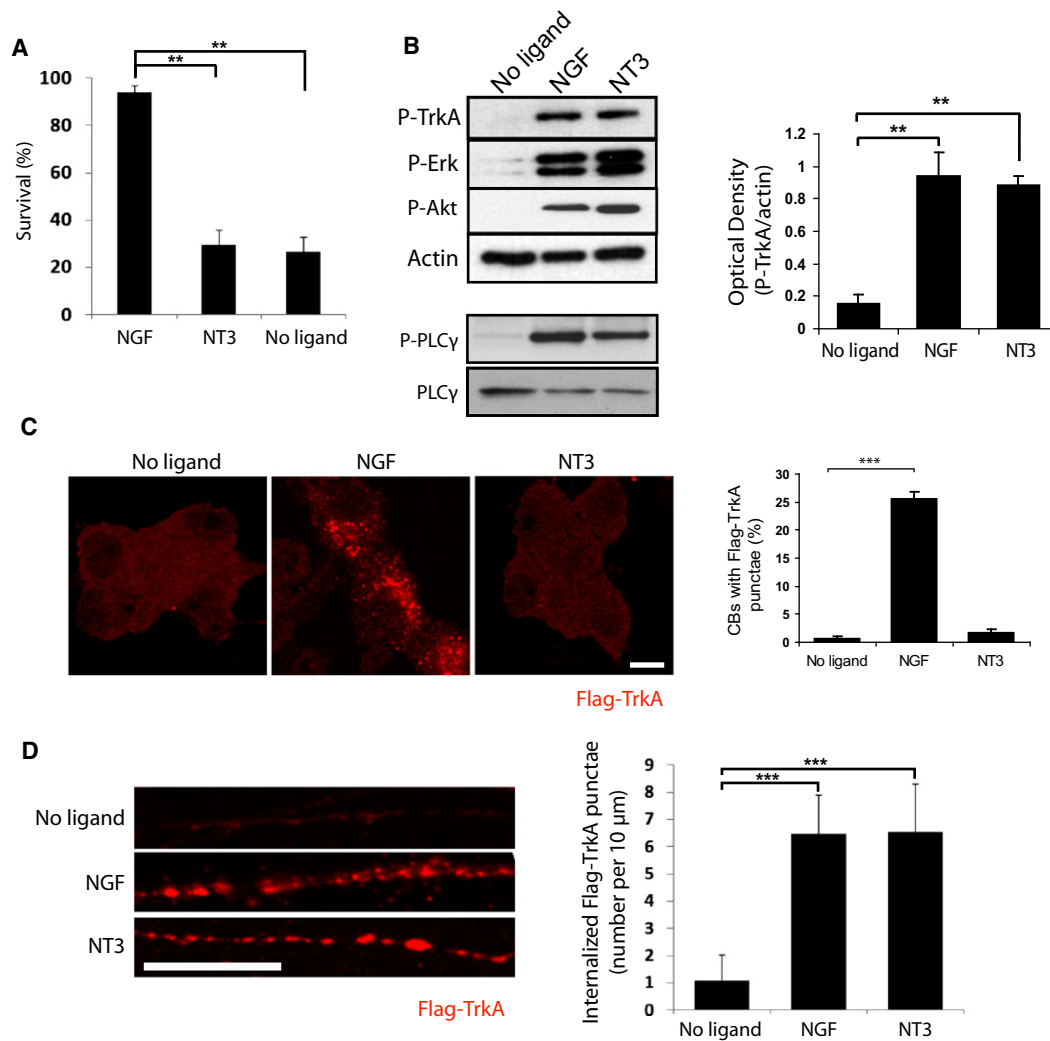 A
**
**
Survival (%)
100
80
60
40
20
0
NGF
NT3
No ligand
B
No ligand
NGF
NT3
P-TrkA
P-Erk
P-Akt
Actin
P-PLCγ
PLCγ
**
**
Optical Density
(P-TrkA/actin)
1.2
1
0.8
0.6
0.4
0.2
0
No ligand
NGF
NT3
C
No ligand
NGF
NT3
Flag-TrkA
***
CBs with Flag-TrkA
punctae (%)
30
25
20
15
10
5
0
No ligand
NGF
NT3
D
No ligand
NGF
NT3
Flag-TrkA
***
***
Internalized Flag-TrkA punctae
(number per 10 μm)
9
8
7
6
5
4
3
2
1
0
No ligand
NGF
NT3